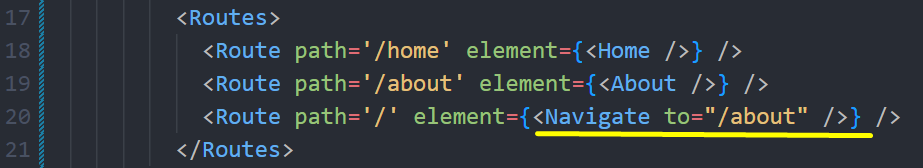 17 <Routes>
18 <Route path='/home' element={<Home />} />
19 <Route path='/about' element={<About />} />
20 <Route path='/' element={<Navigate to="/about" />} />
21 </Routes>